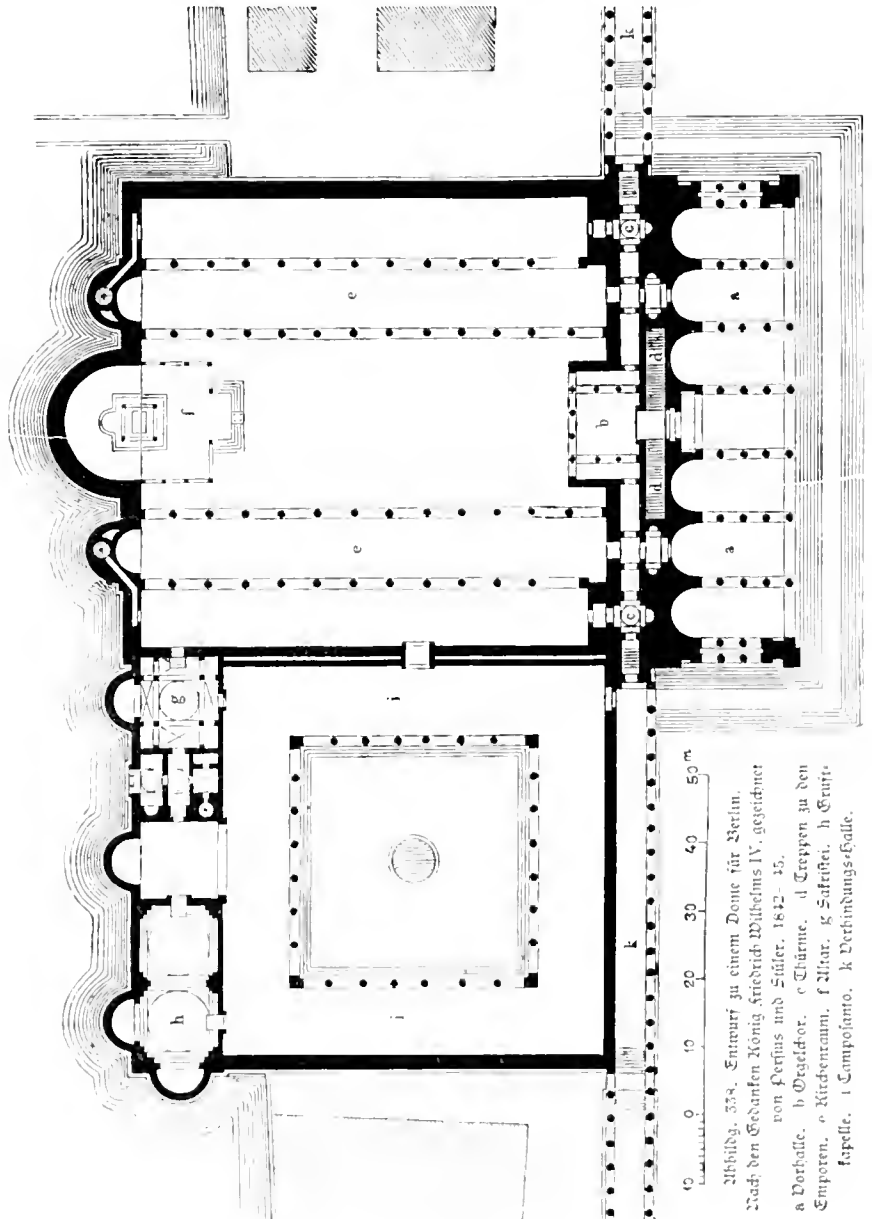 k
c
e
a
d
f
b
d
e
c
a
g
i
h
i
k
10 0 10 20 30 40 50 m
Abbildg. 338. Entwurf zu einem Dome für Berlin.
Nach den Gedanken König Friedrich Wilhelms IV. gezeichnet
von Persius und Stüler. 1842–45.
a Vorhalle. b Orgelchor. c Thürme. d Treppen zu den
Emporen. e Kirchenraum. f Altar. g Sakristei. h Gruft-
kapelle. i Camposanto. k Verbindungs-Halle.